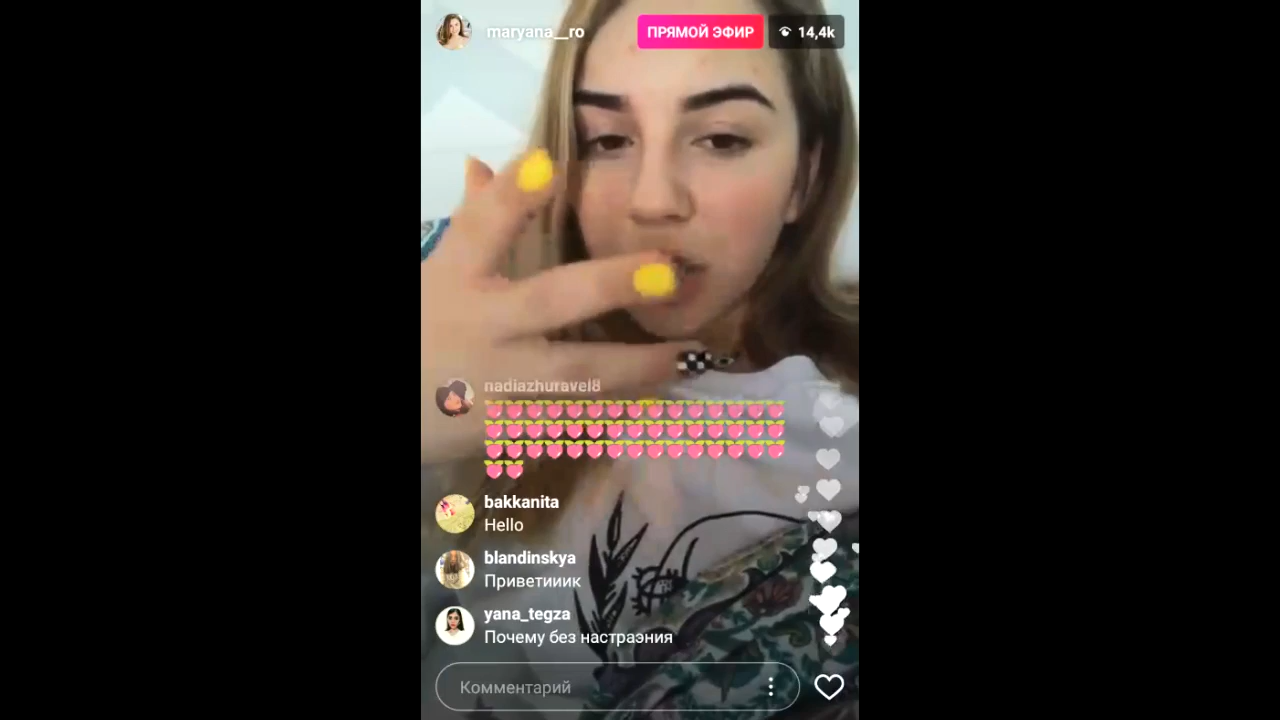 maryana__ro
ПРЯМОЙ ЭФИР
14,4k
nadiazhuravel8
bakkanita
Hello
blandinskya
Приветииик
yana_tegza
Почему без настраэния
Комментарий